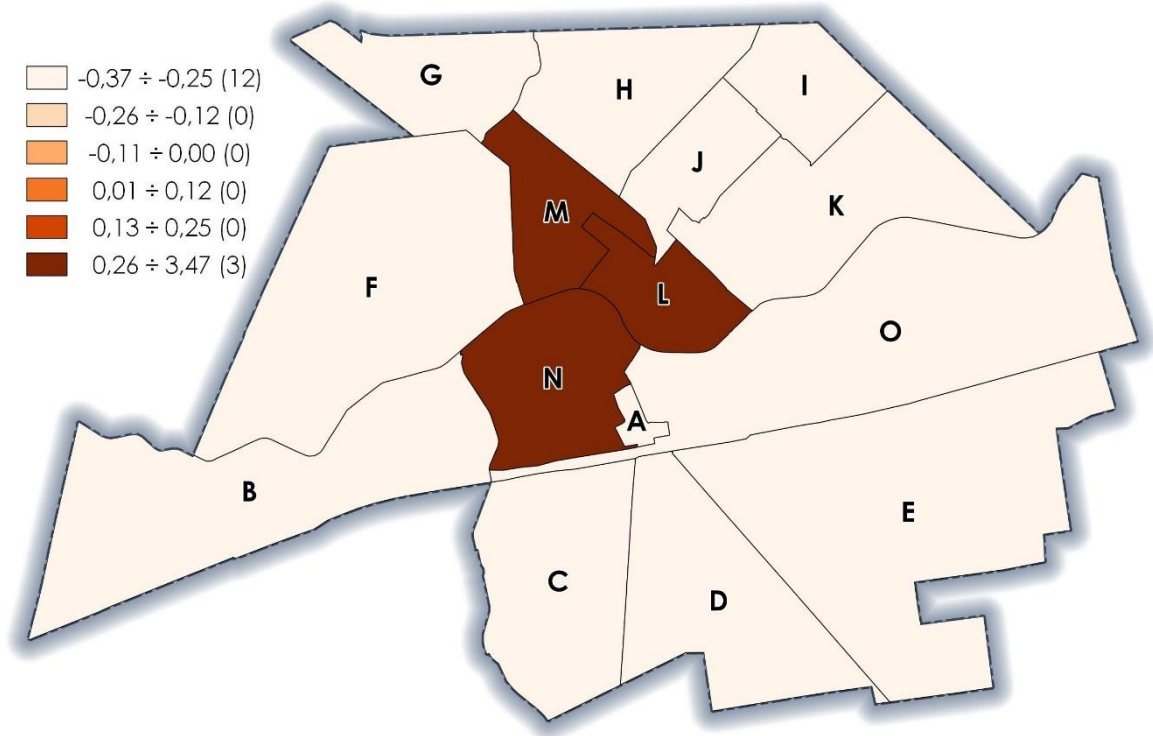 -0,37 ÷ -0,25 (12)
-0,26 ÷ -0,12 (0)
-0,11 ÷ 0,00 (0)
0,01 ÷ 0,12 (0)
0,13 ÷ 0,25 (0)
0,26 ÷ 3,47 (3)
G
H
I
J
K
M
F
L
O
N
A
B
E
C
D